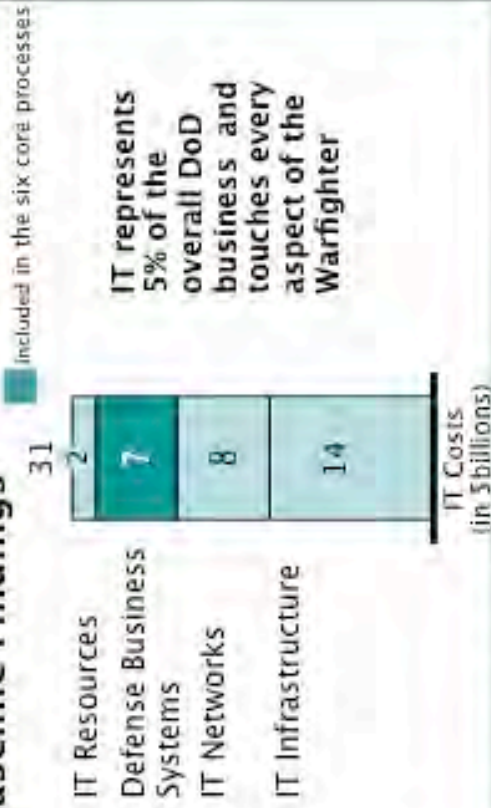 included in the six core processes
31
IT Resources
2
Defense Business
Systems
7
IT Networks
8
IT Infrastructure
14
IT Costs
(in $billions)
IT represents
5% of the
overall DoD
business and
touches every
aspect of the
Warfighter